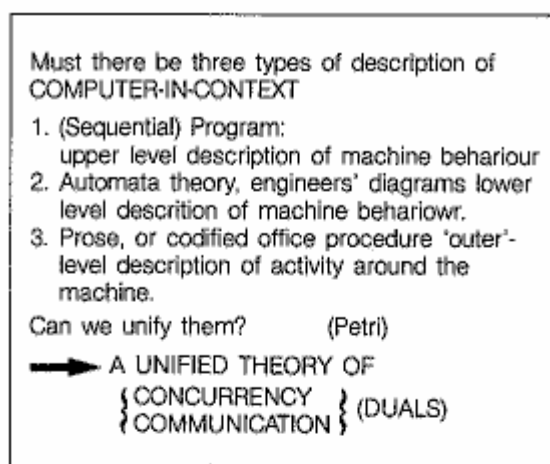 Must there be three types of description of
COMPUTER-IN-CONTEXT
1. (Sequential) Program:
upper level description of machine behariour
2. Automata theory, engineers' diagrams lower
level descrition of machine behariowr.
3. Prose, or codified office procedure 'outer'-
level description of activity around the
machine.
Can we unify them? (Petri)
→ A UNIFIED THEORY OF
{ CONCURRENCY
COMMUNICATION } (DUALS)